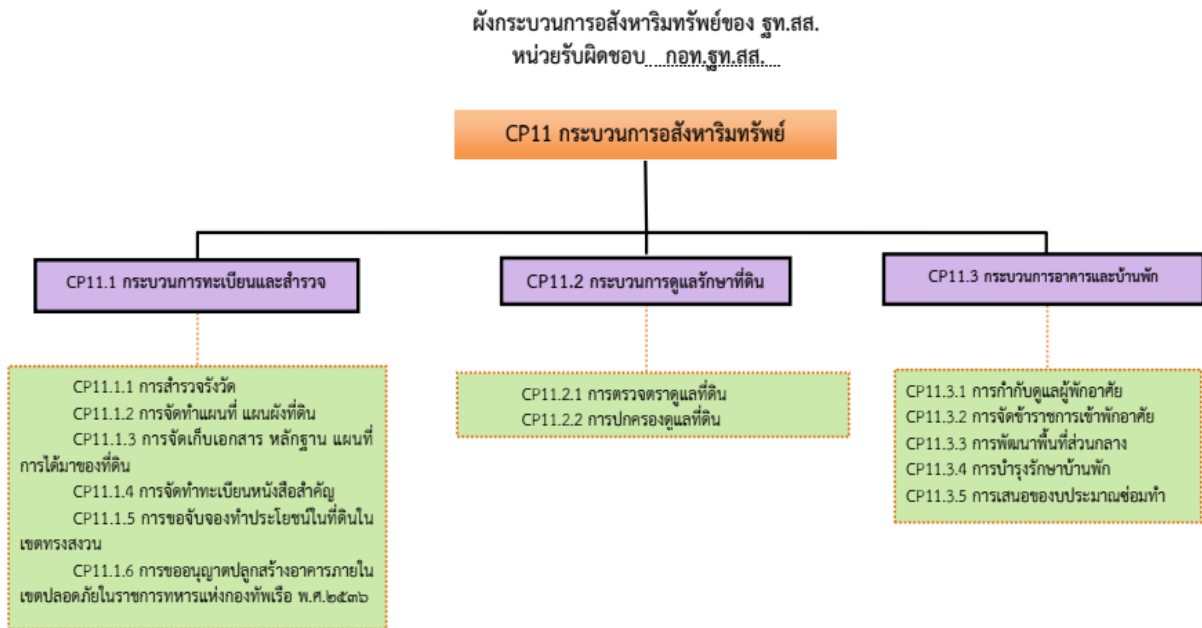 ผังกระบวนการอสังหาริมทรัพย์ของ ฐท.สส.
หน่วยรับผิดชอบ...กอท.ฐท.สส....
CP11 กระบวนการอสังหาริมทรัพย์
CP11.1 กระบวนการทะเบียนและสำรวจ
CP11.1.1 การสำรวจรังวัด
CP11.1.2 การจัดทำแผนที่ แผนผังที่ดิน
CP11.1.3 การจัดเก็บเอกสาร หลักฐาน แผนที่
การได้มาของที่ดิน
CP11.1.4 การจัดทำทะเบียนหนังสือสำคัญ
CP11.1.5 การขอจับจองทำประโยชน์ในที่ดินใน
เขตทรงสงวน
CP11.1.6 การขออนุญาตปลูกสร้างอาคารภายใน
เขตปลอดภัยในราชการทหารแห่งกองทัพเรือ พ.ศ.๒๕๓๖
CP11.2 กระบวนการดูแลรักษาที่ดิน
CP11.2.1 การตรวจตราดูแลที่ดิน
CP11.2.2 การปกครองดูแลที่ดิน
CP11.3 กระบวนการอาคารและบ้านพัก
CP11.3.1 การกำกับดูแลผู้พักอาศัย
CP11.3.2 การจัดข้าราชการเข้าพักอาศัย
CP11.3.3 การพัฒนาพื้นที่ส่วนกลาง
CP11.3.4 การบำรุงรักษาบ้านพัก
CP11.3.5 การเสนอของบประมาณซ่อมทำ